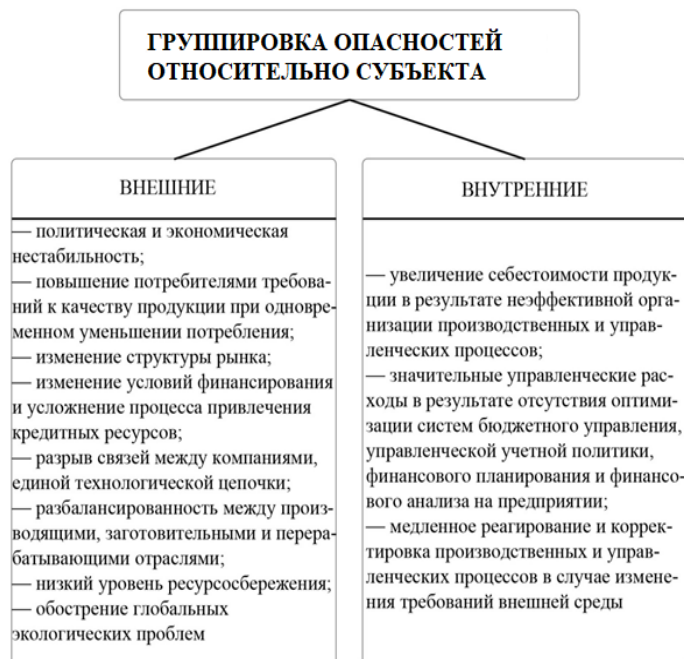 ГРУППИРОВКА ОПАСНОСТЕЙ
ОТНОСИТЕЛЬНО СУБЪЕКТА
ВНЕШНИЕ
— политическая и экономическая
нестабильность;
— повышение потребителями требова-
ний к качеству продукции при одновре-
менном уменьшении потребления;
— изменение структуры рынка;
— изменение условий финансирования
и усложнение процесса привлечения
кредитных ресурсов;
— разрыв связей между компаниями,
единой технологической цепочки;
— разбалансированность между произ-
водящими, заготовительными и перера-
батывающими отраслями;
— низкий уровень ресурсосбережения;
— обострение глобальных
экологических проблем
ВНУТРЕННИЕ
— увеличение себестоимости продук-
ции в результате неэффективной орга-
низации производственных и управ-
ленческих процессов;
— значительные управленческие рас-
ходы в результате отсутствия оптими-
зации систем бюджетного управления,
управленческой учетной политики,
финансового планирования и финансо-
вого анализа на предприятии;
— медленное реагирование и коррек-
тировка производственных и управ-
ленческих процессов в случае измене-
ния требований внешней среды